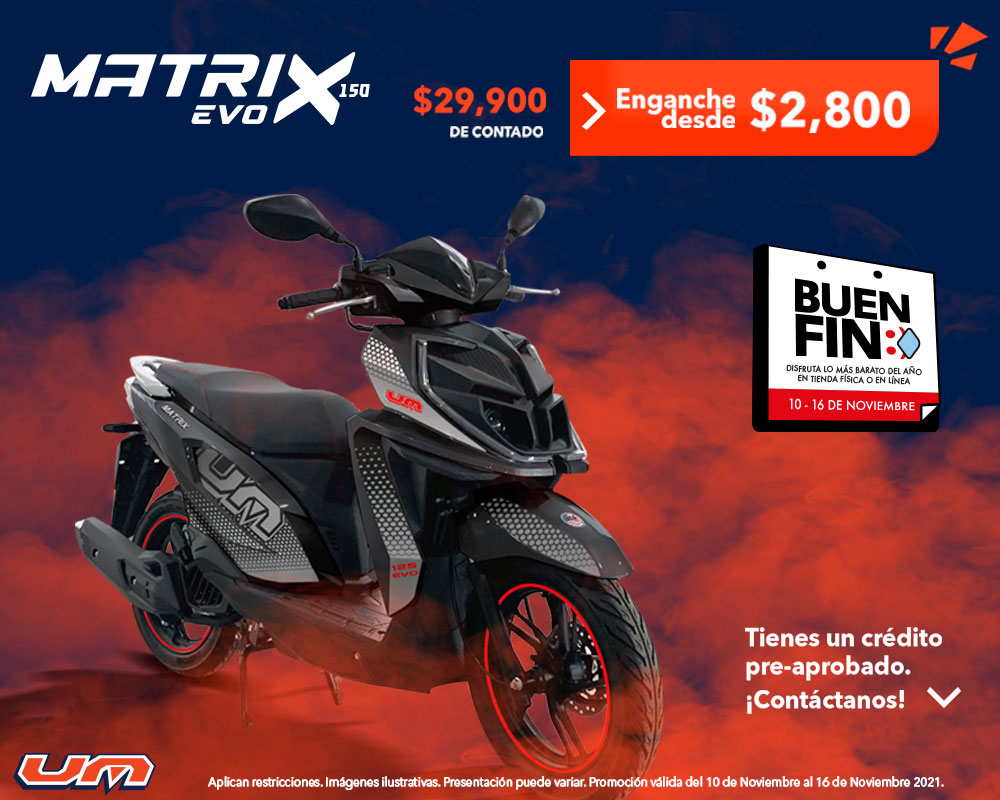 MATRIX 150
EVO
$29,900
DE CONTADO
Enganche
desde
$2,800
BUEN
FIN
DISFRUTA LO MÁS BARATO DEL AÑO
EN TIENDA FÍSICA O EN LÍNEA
10 - 16 DE NOVIEMBRE
um
MATRIX
um
125
EVO
Tienes un crédito
pre-aprobado.
¡Contáctanos!
um
Aplican restricciones. Imágenes ilustrativas. Presentación puede variar. Promoción válida del 10 de Noviembre al 16 de Noviembre 2021.